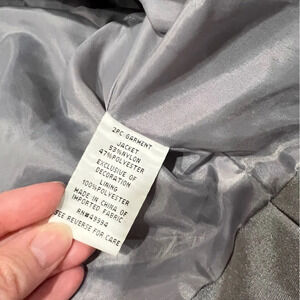 2PC GARMENT
JACKET
53%NYLON
47%POLYESTER
EXCLUSIVE OF
DECORATION
LINING
100%POLYESTER
MADE IN CHINA OF
IMPORTED FABRIC
RN#49994
SEE REVERSE FOR CARE